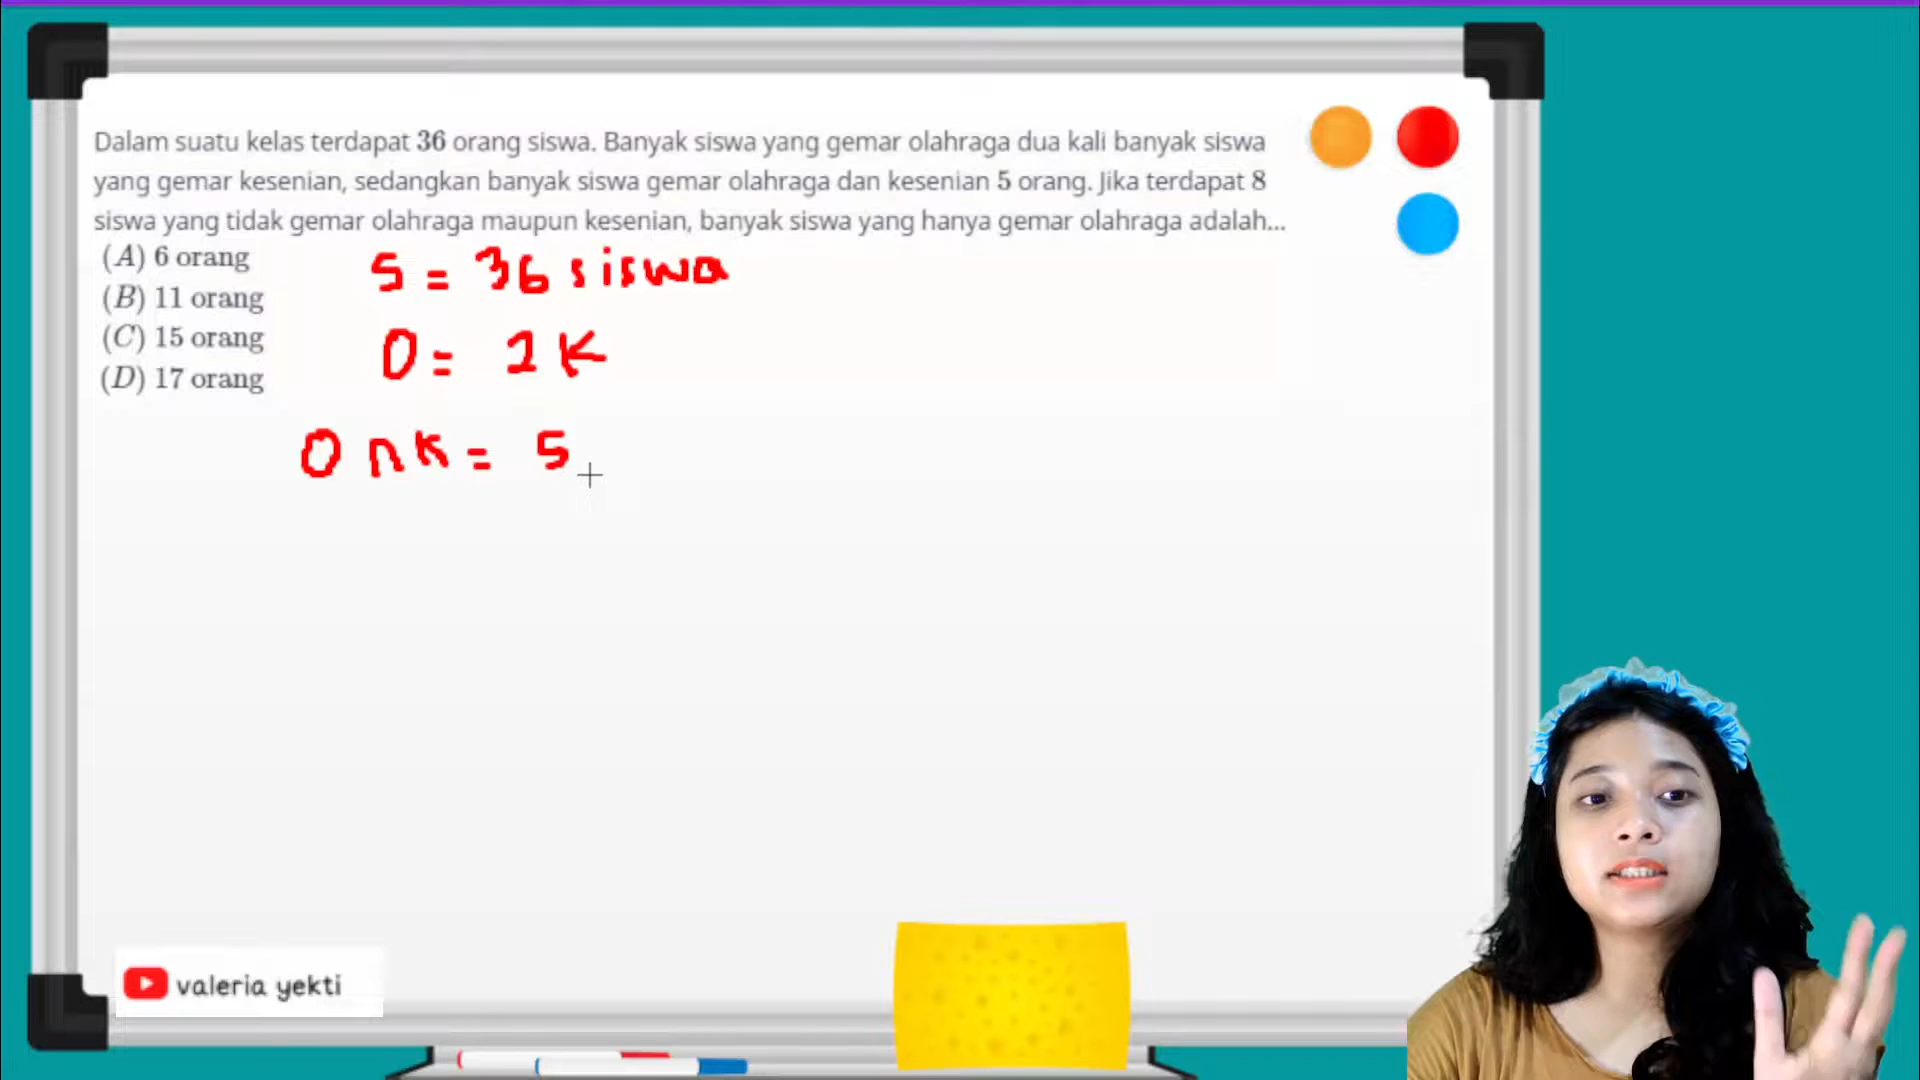 Dalam suatu kelas terdapat 36 orang siswa. Banyak siswa yang gemar olahraga dua kali banyak siswa
yang gemar kesenian, sedangkan banyak siswa gemar olahraga dan kesenian 5 orang. Jika terdapat 8
siswa yang tidak gemar olahraga maupun kesenian, banyak siswa yang hanya gemar olahraga adalah...
(A) 6 orang
(B) 11 orang
(C) 15 orang
(D) 17 orang
S = 36 siswa
O = 2 K
O n K = 5
valeria yekti